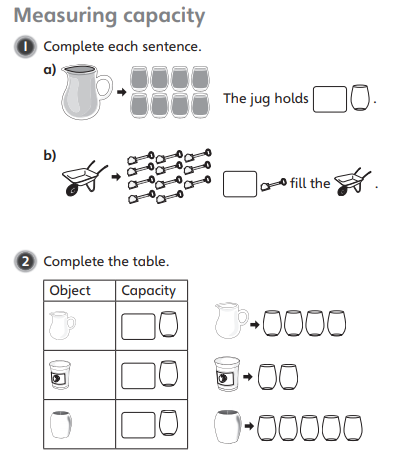 Measuring capacity
1 Complete each sentence.
a)
The jug holds .
b)
fill the .
2 Complete the table.
Object Capacity